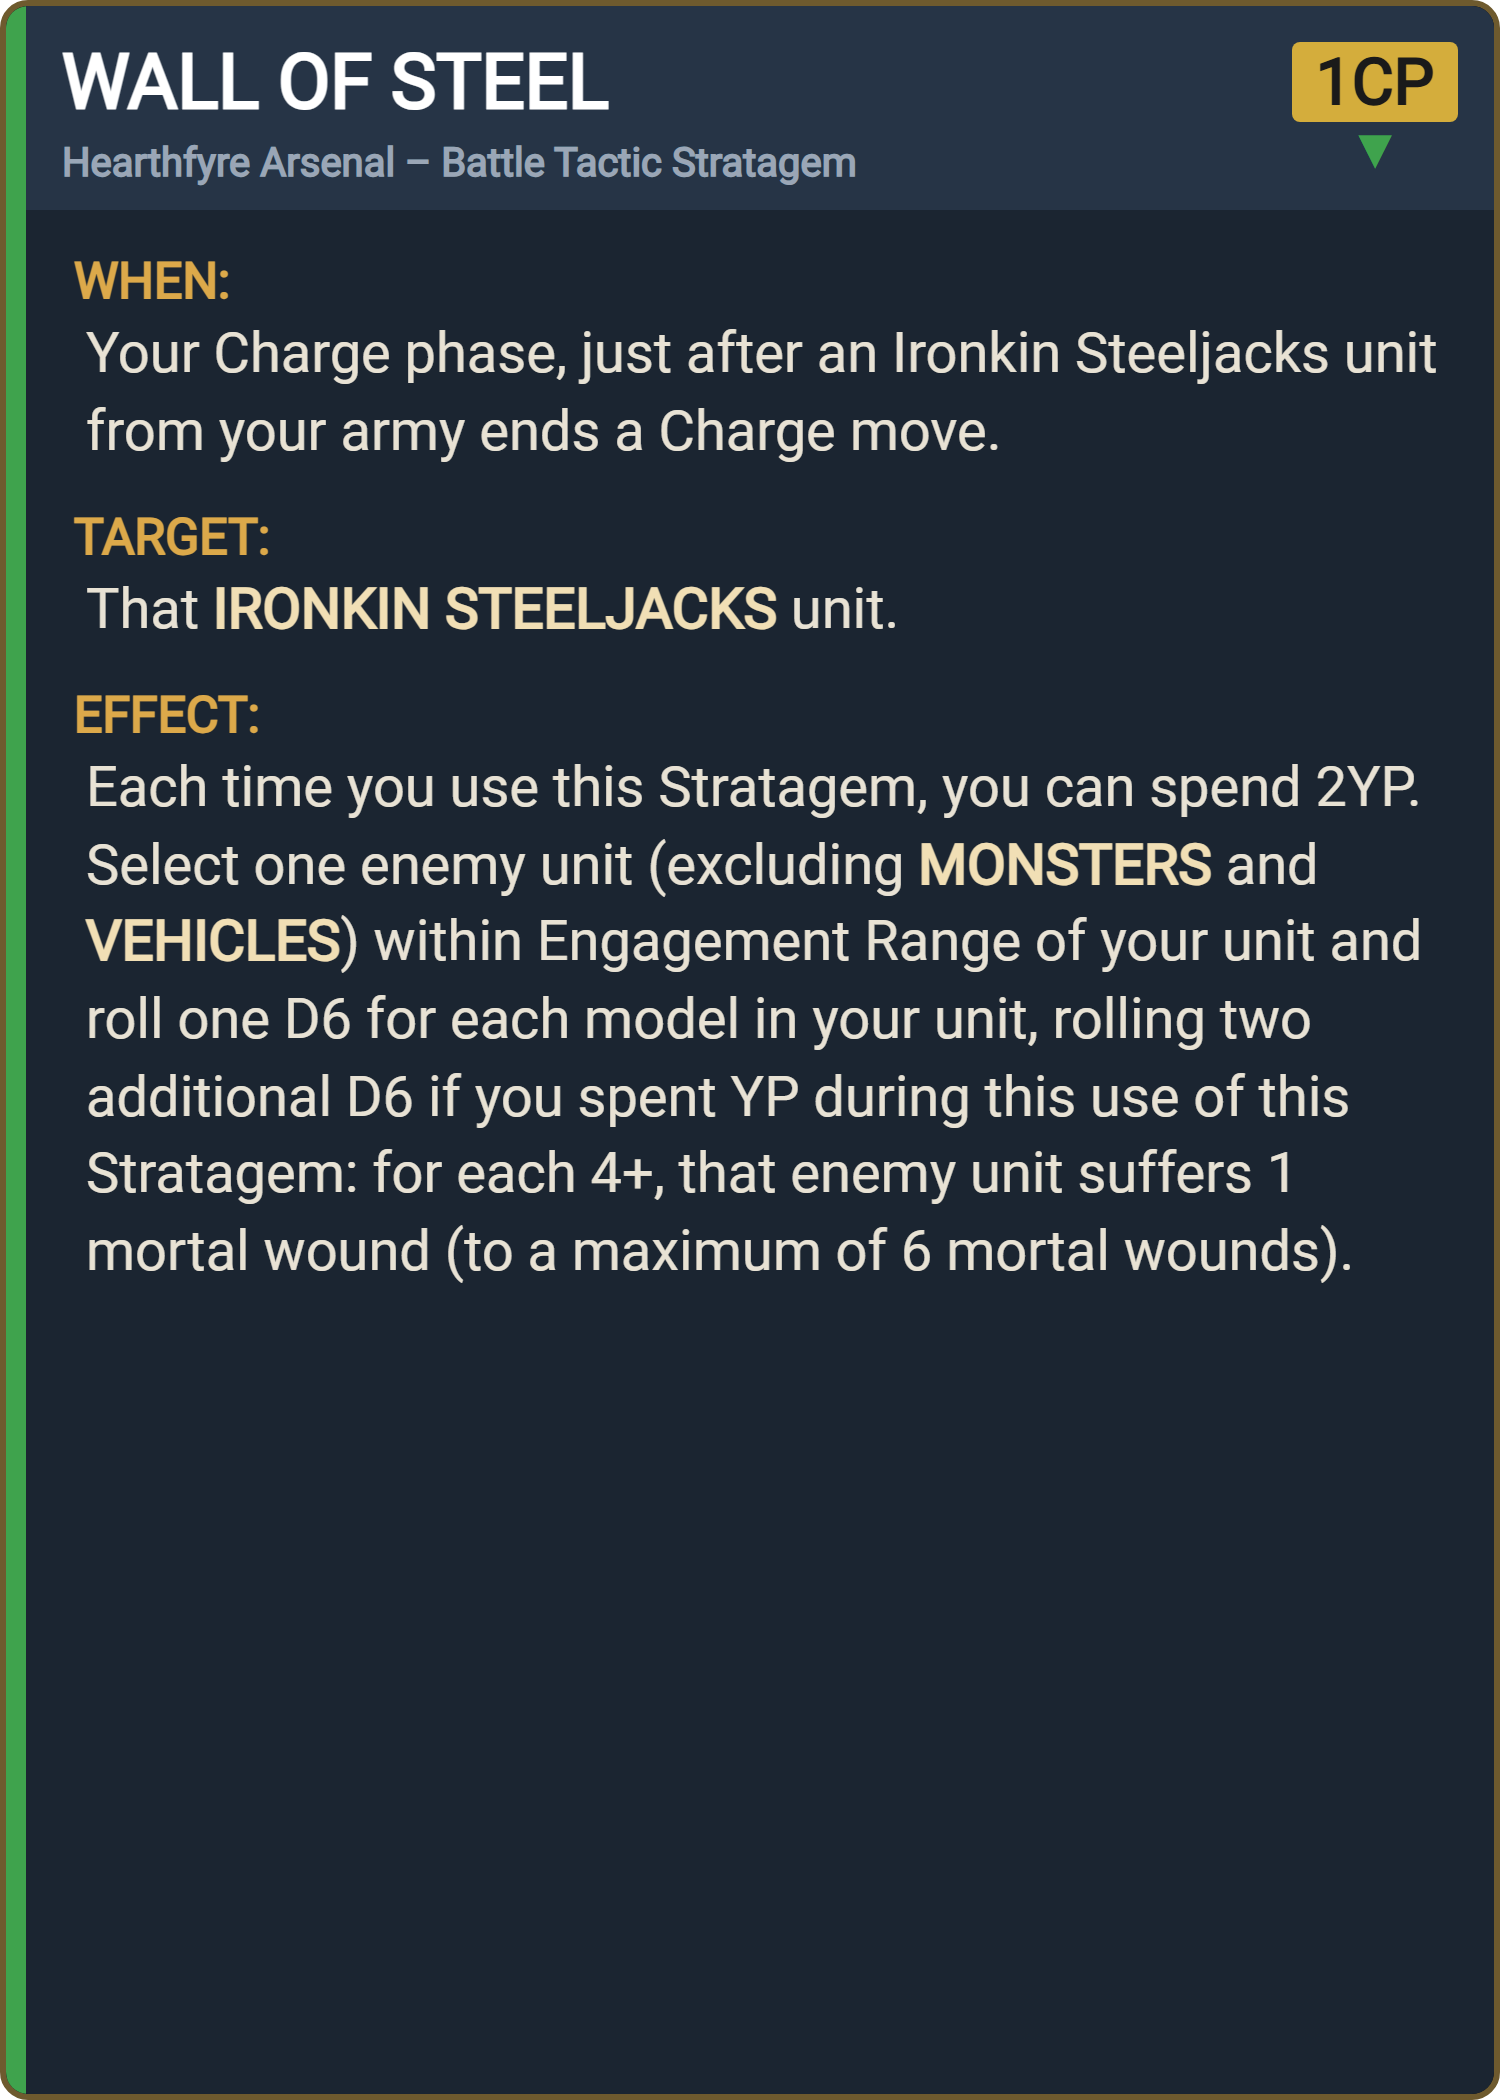 WALL OF STEEL
1CP
Hearthfyre Arsenal – Battle Tactic Stratagem
WHEN:
Your Charge phase, just after an Ironkin Steeljacks unit
from your army ends a Charge move.
TARGET:
That IRONKIN STEELJACKS unit.
EFFECT:
Each time you use this Stratagem, you can spend 2YP.
Select one enemy unit (excluding MONSTERS and
VEHICLES) within Engagement Range of your unit and
roll one D6 for each model in your unit, rolling two
additional D6 if you spent YP during this use of this
Stratagem: for each 4+, that enemy unit suffers 1
mortal wound (to a maximum of 6 mortal wounds).